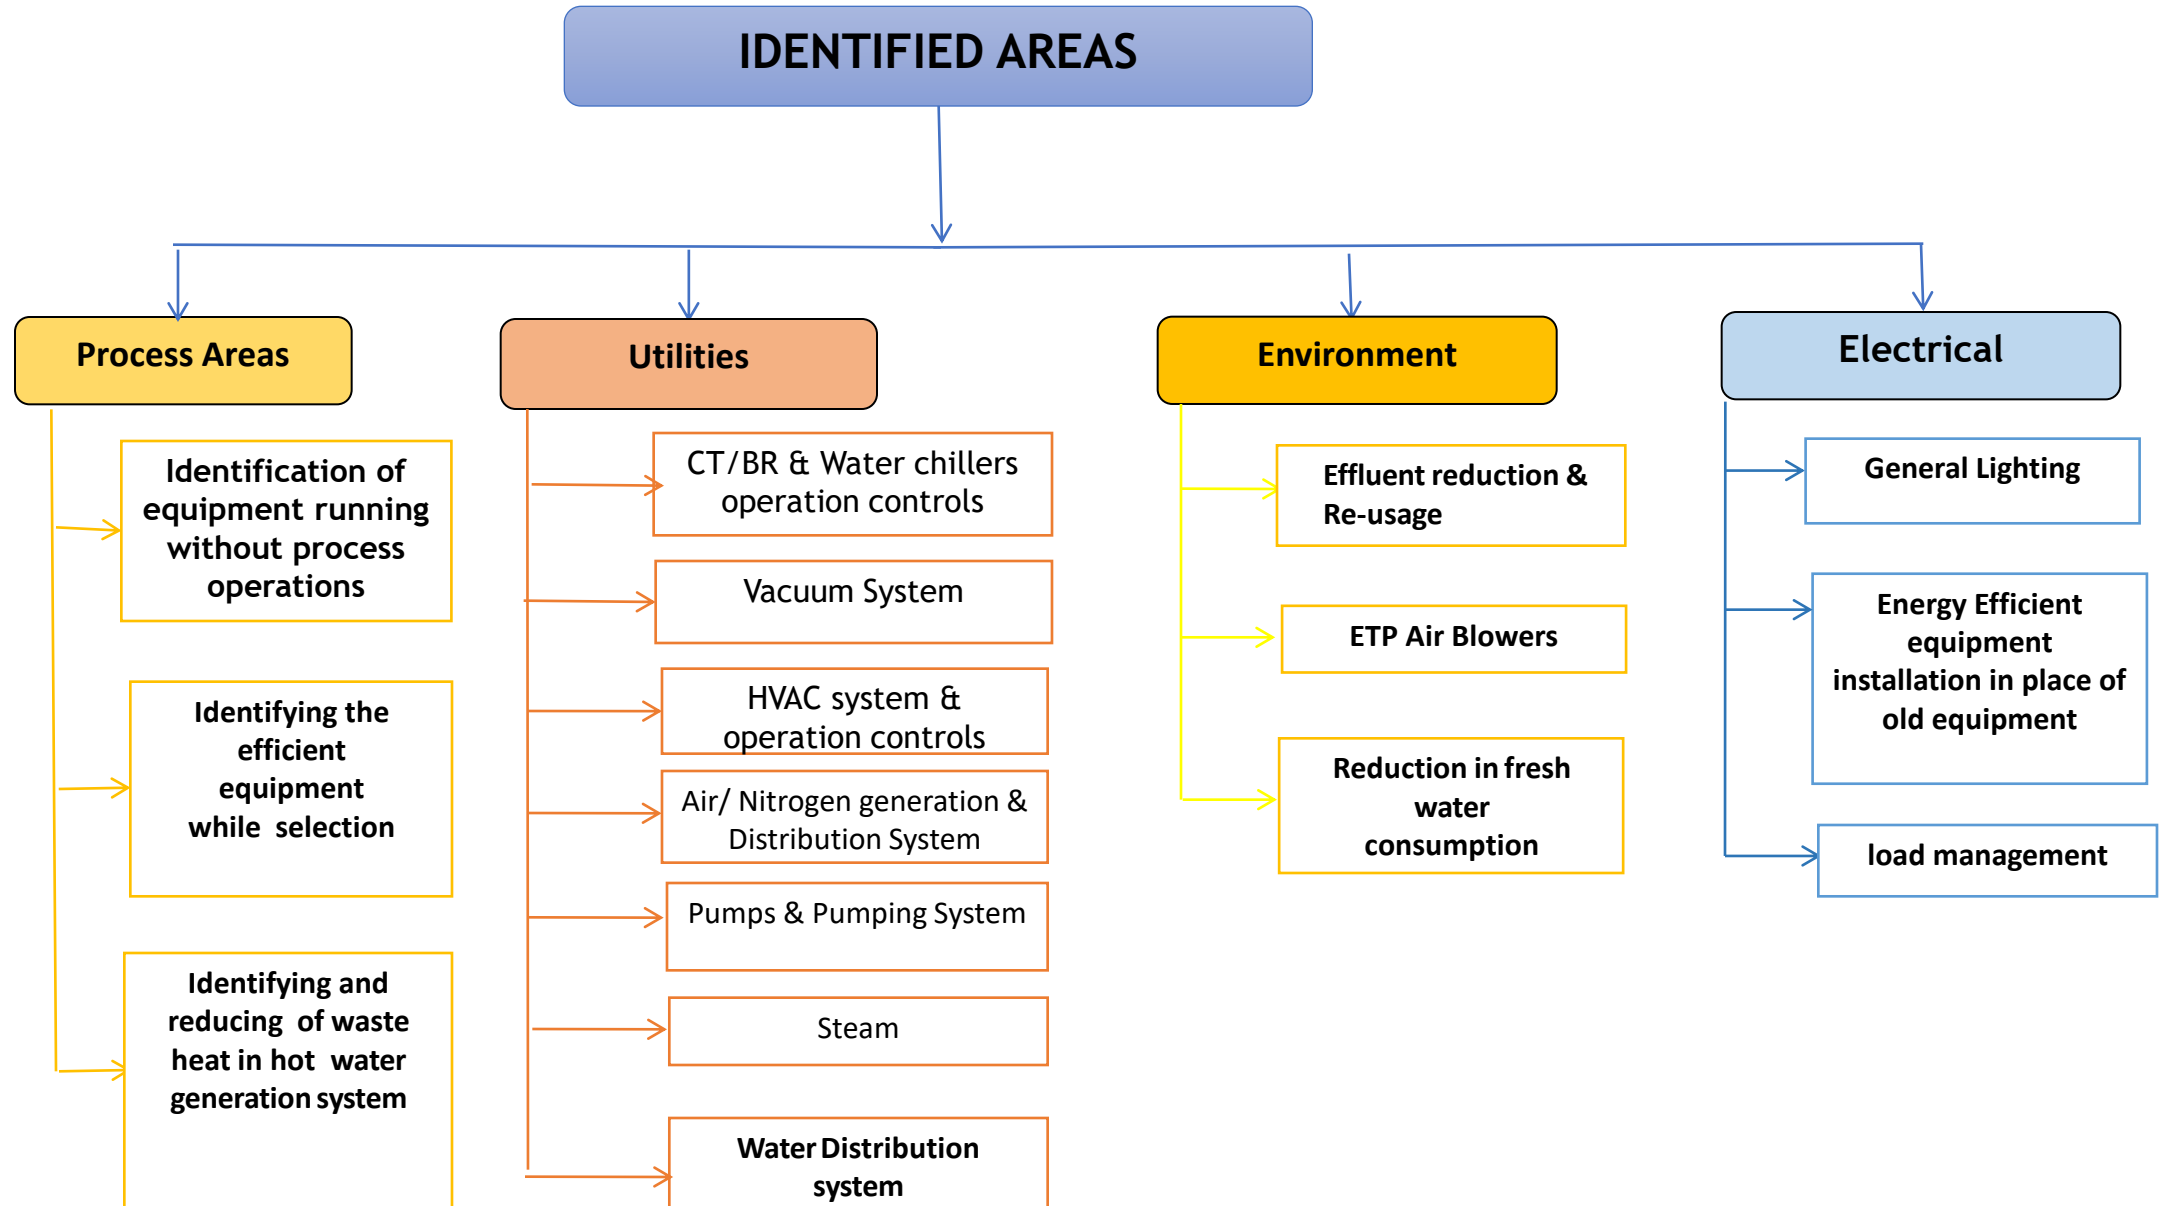 IDENTIFIED AREAS
Process Areas
Identification of
equipment running
without process
operations
Identifying the
efficient
equipment
while selection
Identifying and
reducing of waste
heat in hot water
generation system
Utilities
CT/BR & Water chillers
operation controls
Vacuum System
HVAC system &
operation controls
Air/ Nitrogen generation &
Distribution System
Pumps & Pumping System
Steam
Water Distribution
system
Environment
Effluent reduction &
Re-usage
ETP Air Blowers
Reduction in fresh
water
consumption
Electrical
General Lighting
Energy Efficient
equipment
installation in place of
old equipment
load management